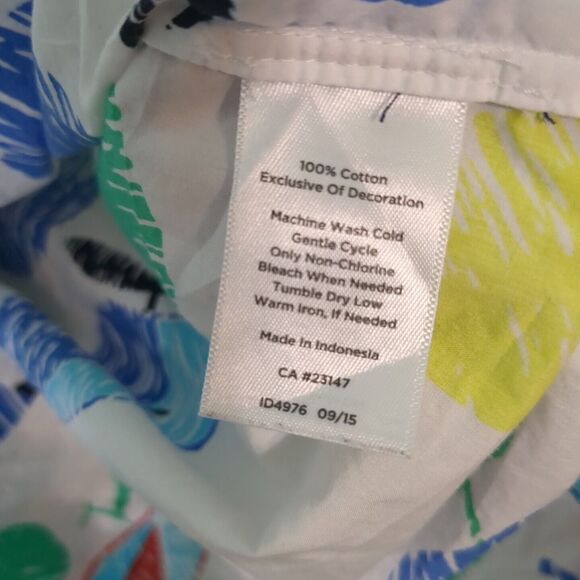 100% Cotton
Exclusive Of Decoration
Machine Wash Cold
Gentle Cycle
Only Non-Chlorine
Bleach When Needed
Tumble Dry Low
Warm Iron, If Needed
Made in Indonesia
CA #23147
ID4976 09/15